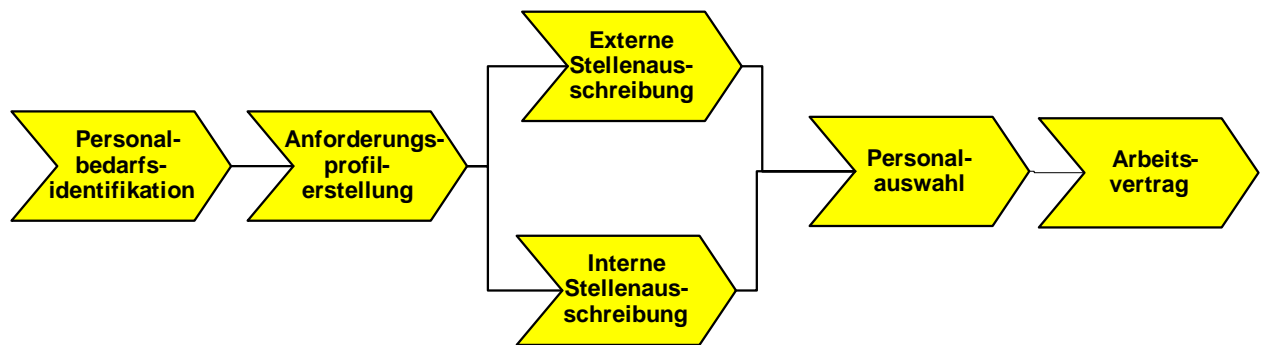 Personal-
bedarfs-
identifikation
Anforderungs-
profil-
erstellung
Externe
Stellenaus-
schreibung
Interne
Stellenaus-
schreibung
Personal-
auswahl
Arbeits-
vertrag